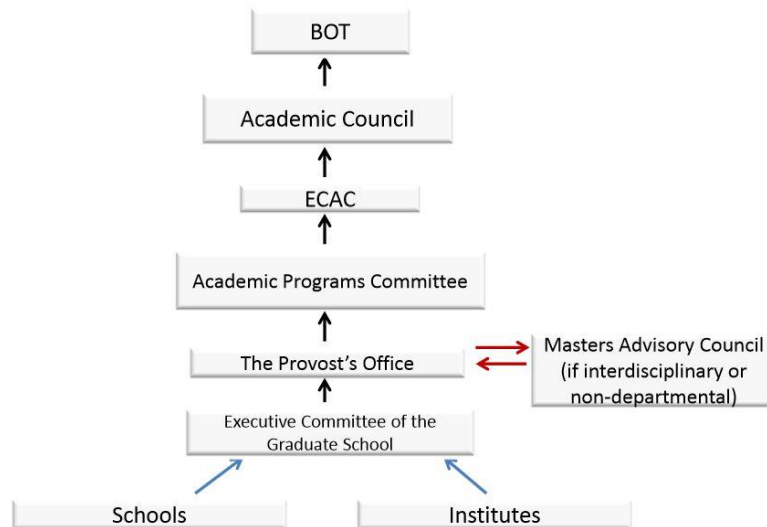 BOT
Academic Council
ECAC
Academic Programs Committee
The Provost’s Office
Masters Advisory Council
(if interdisciplinary or
non-departmental)
Executive Committee of the
Graduate School
Schools
Institutes